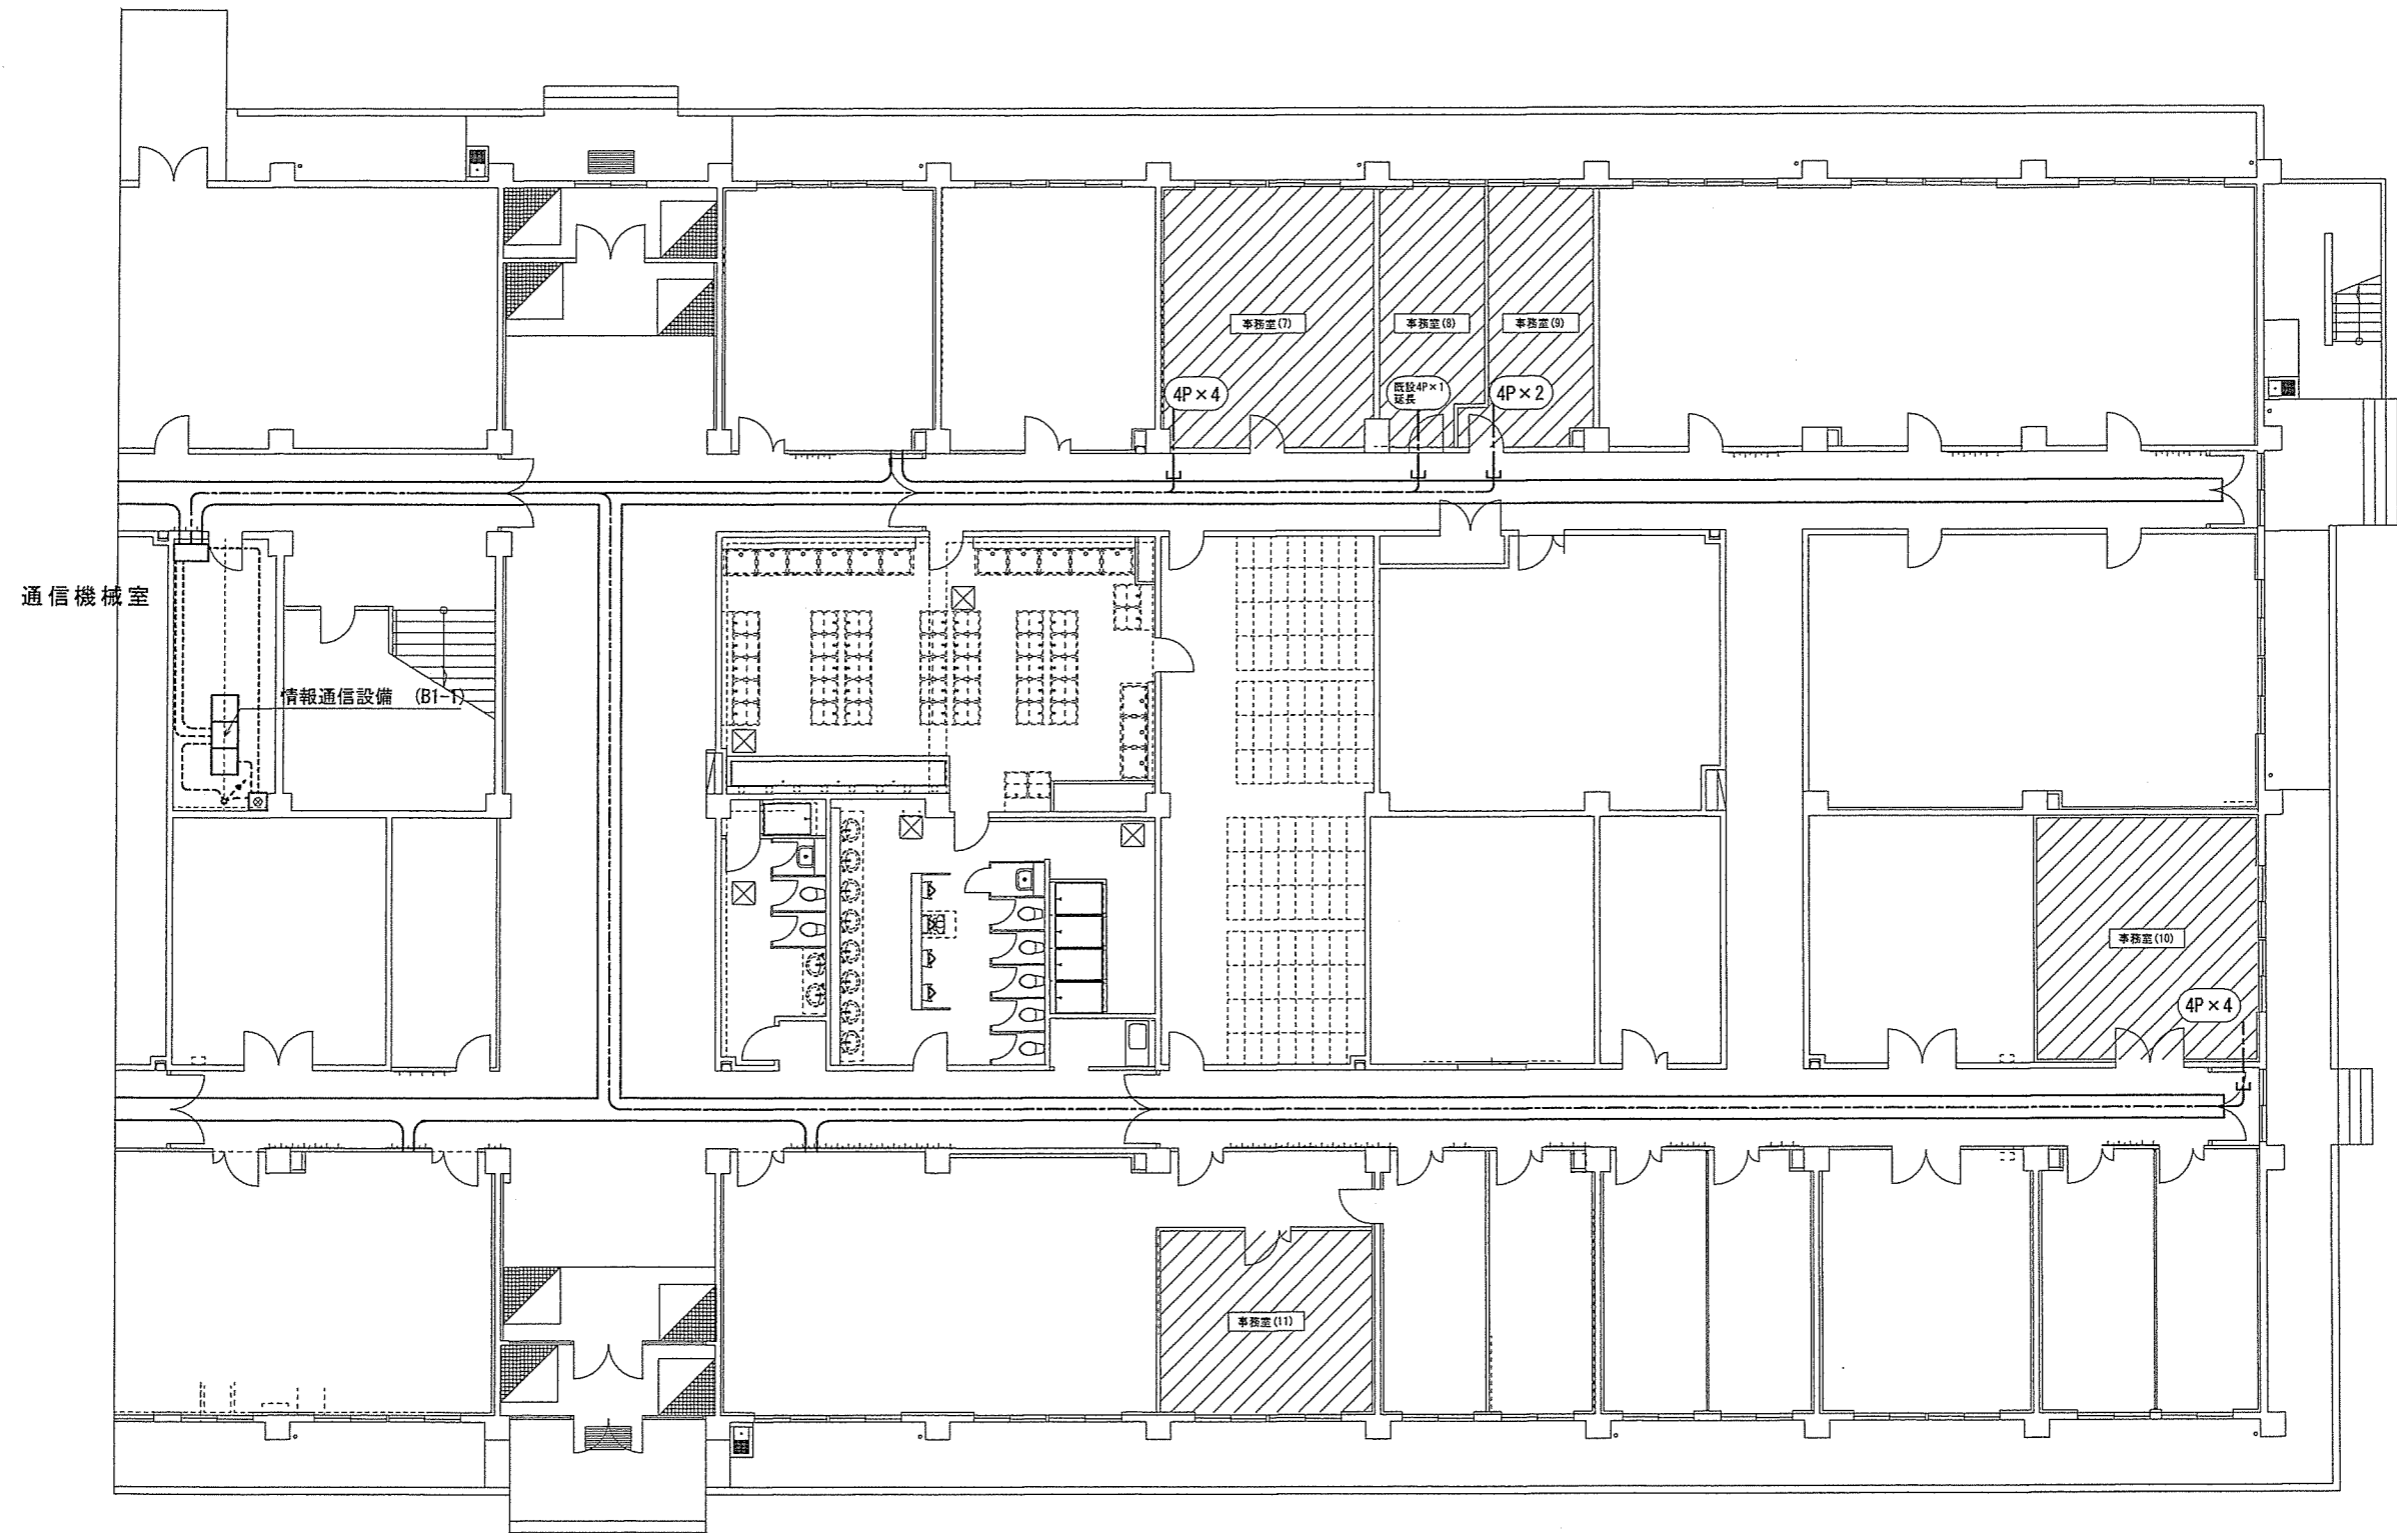 事務室(7)
事務室(8)
事務室(9)
4P×4
既設4P×1
延長
4P×2
通信機械室
情報通信設備 (B1-1)
事務室(10)
4P×4
事務室(11)